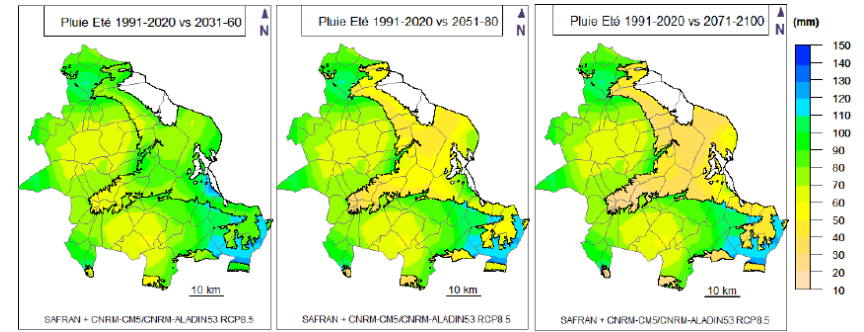 Pluie Eté 1991-2020 vs 2031-60
N
10 km
SAFRAN + CNRM-CM5/CNRM-ALADIN53 RCP8.5
Pluie Eté 1991-2020 vs 2051-80
N
10 km
SAFRAN + CNRM-CM5/CNRM-ALADIN53 RCP8.5
Pluie Eté 1991-2020 vs 2071-2100
N
10 km
SAFRAN + CNRM-CM5/CNRM-ALADIN53 RCP8.5
(mm)
150
140
130
120
110
100
90
80
70
60
50
40
30
20
10